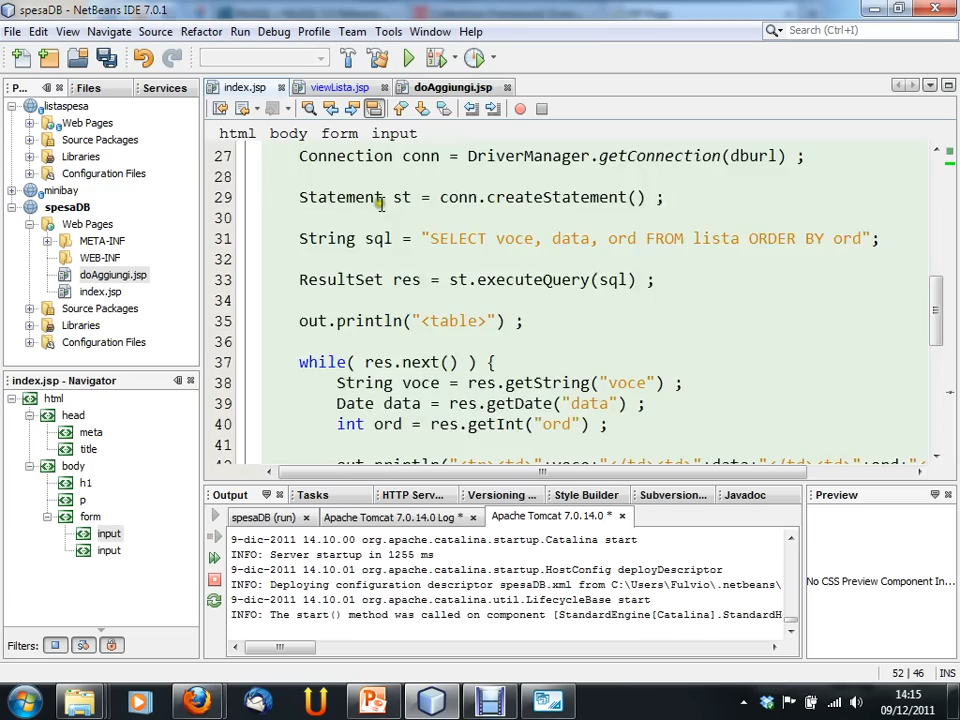 spesaDB - NetBeans IDE 7.0.1
File Edit View Navigate Source Refactor Run Debug Profile Team Tools Window Help
Search (Ctrl+I)
P... Files Services
index.jsp viewLista.jsp doAggiungi.jsp
listaspesa
Web Pages
Source Packages
Libraries
Configuration Files
minibay
spesaDB
Web Pages
META-INF
WEB-INF
doAggiungi.jsp
index.jsp
Source Packages
Libraries
Configuration Files
html body form input
27 Connection conn = DriverManager.getConnection(dburl) ;
28
29 Statement st = conn.createStatement() ;
30
31 String sql = "SELECT voce, data, ord FROM lista ORDER BY ord";
32
33 ResultSet res = st.executeQuery(sql) ;
34
35 out.println("<table>") ;
36
37 while( res.next() ) {
38 String voce = res.getString("voce") ;
39 Date data = res.getDate("data") ;
40 int ord = res.getInt("ord") ;
41
out.println("<tr><td>"+voce+"</td><td>"+data+"</td><td>"+ord+"<
index.jsp - Navigator
html
head
meta
title
body
h1
p
form
input
input
Filters:
Output Tasks HTTP Serv... Versioning ... Style Builder Subversion... Javadoc
spesaDB (run) Apache Tomcat 7.0.14.0 Log * Apache Tomcat 7.0.14.0 *
9-dic-2011 14.10.00 org.apache.catalina.startup.Catalina start
INFO: Server startup in 1255 ms
9-dic-2011 14.10.01 org.apache.catalina.startup.HostConfig deployDescriptor
INFO: Deploying configuration descriptor spesaDB.xml from C:\Users\Fulvio\.netbeans\
9-dic-2011 14.10.01 org.apache.catalina.util.LifecycleBase start
INFO: The start() method was called on component [StandardEngine[Catalina].StandardH
Preview
No CSS Preview Component In...
52 | 46 INS
14:15
09/12/2011